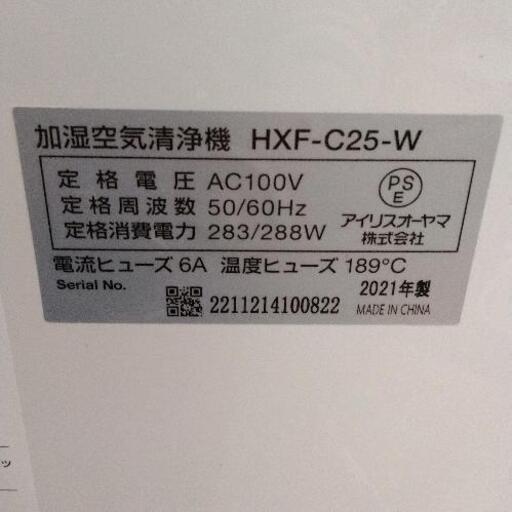 加湿空気清浄機 HXF-C25-W
定格電圧 AC100V
定格周波数 50/60Hz
定格消費電力 283/288W
PSE
アイリスオーヤマ
株式会社
電流ヒューズ 6A 温度ヒューズ 189℃
Serial No.
2211214100822
2021年製
MADE IN CHINA
ッ